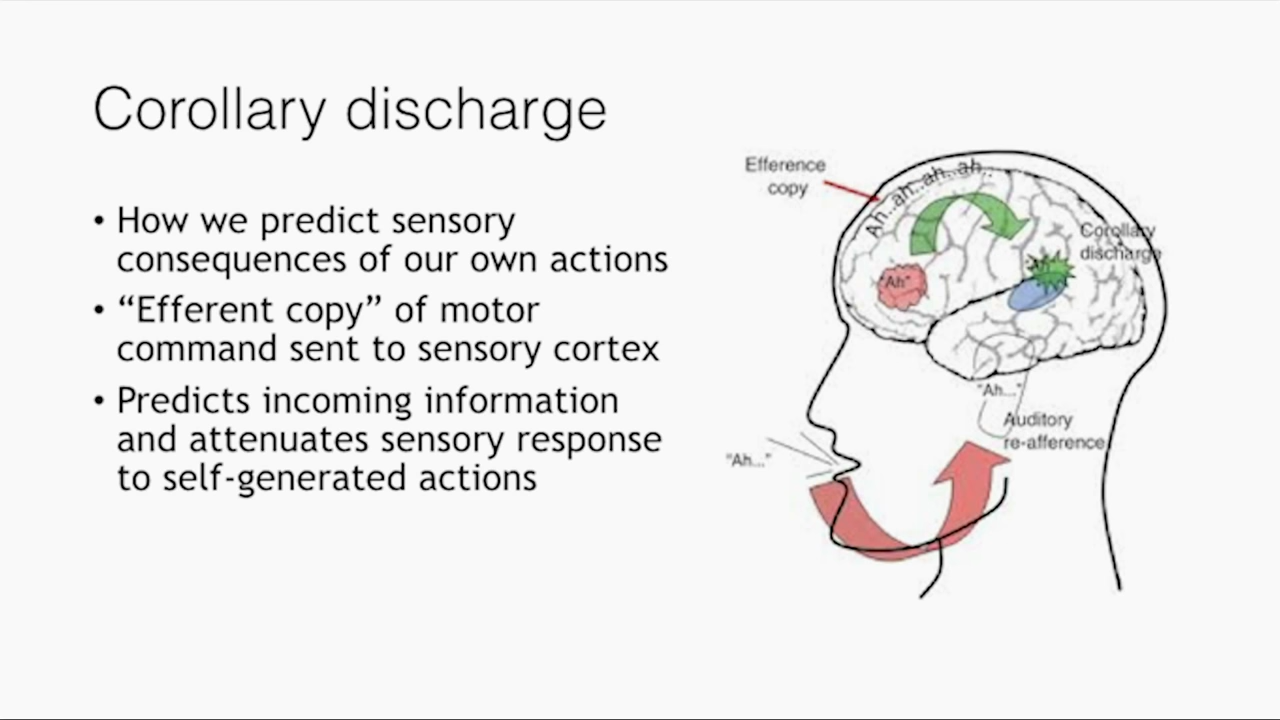 Corollary discharge
• How we predict sensory
consequences of our own actions
• “Efferent copy” of motor
command sent to sensory cortex
• Predicts incoming information
and attenuates sensory response
to self-generated actions
Efference
copy
Ah..ah..ah..ah..
Corollary
discharge
"Ah"
"Ah"
"Ah..."
Auditory
re-afference
"Ah..."